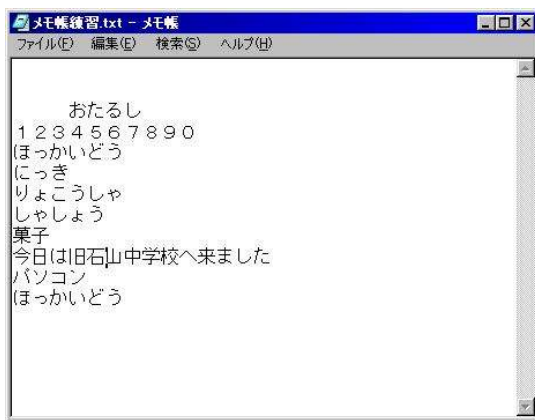 メモ帳練習.txt - メモ帳
ファイル(F) 編集(E) 検索(S) ヘルプ(H)
おたるし
1234567890
ほっかいどう
にっき
りょこうしゃ
しゃしょう
菓子
今日は旧石山中学校へ来ました
パソコン
ほっかいどう